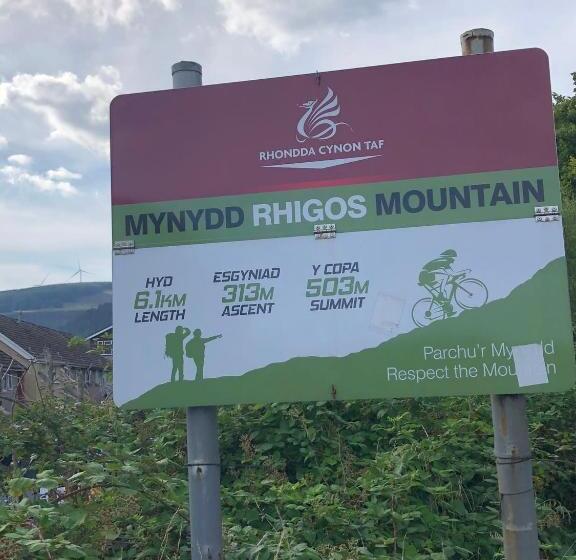 RHONDDA CYNON TAF
MYNYDD RHIGOS MOUNTAIN
HYD
6.1KM
LENGTH
ESGYNIAD
313M
ASCENT
Y COPA
503M
SUMMIT
Parchu'r
Respect the